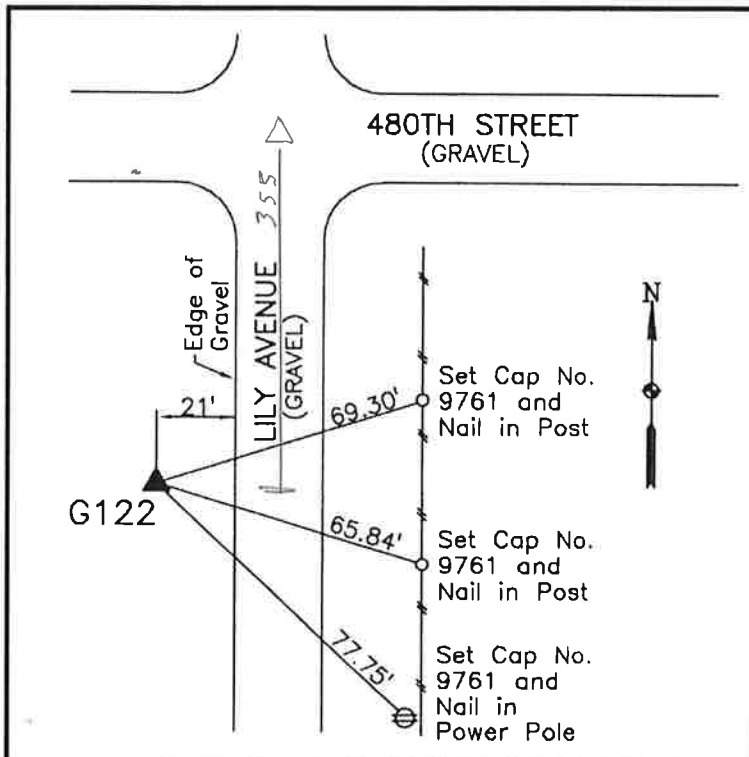 480TH STREET
(GRAVEL)
355
LILY AVENUE
(GRAVEL)
Edge of
Gravel
N
21'
69.30'
Set Cap No.
9761 and
Nail in Post
G122
65.84'
Set Cap No.
9761 and
Nail in Post
77.75'
Set Cap No.
9761 and
Nail in
Power Pole